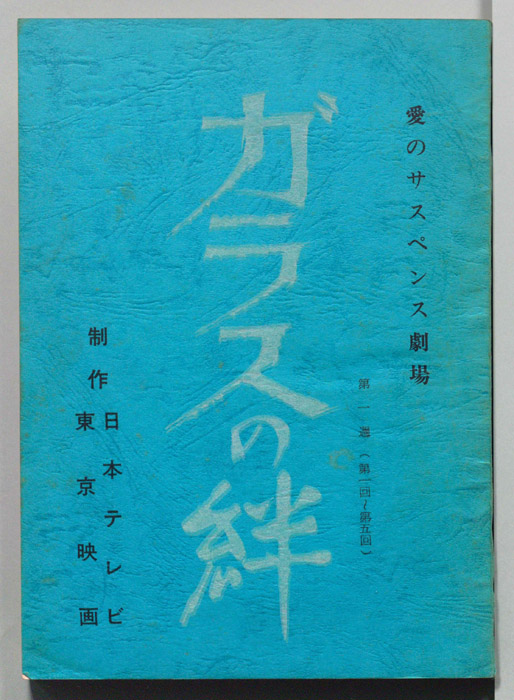 愛のサスペンス劇場
第一週(第一回~第五回)
ガラスの絆
制作
日本テレビ
東京映画